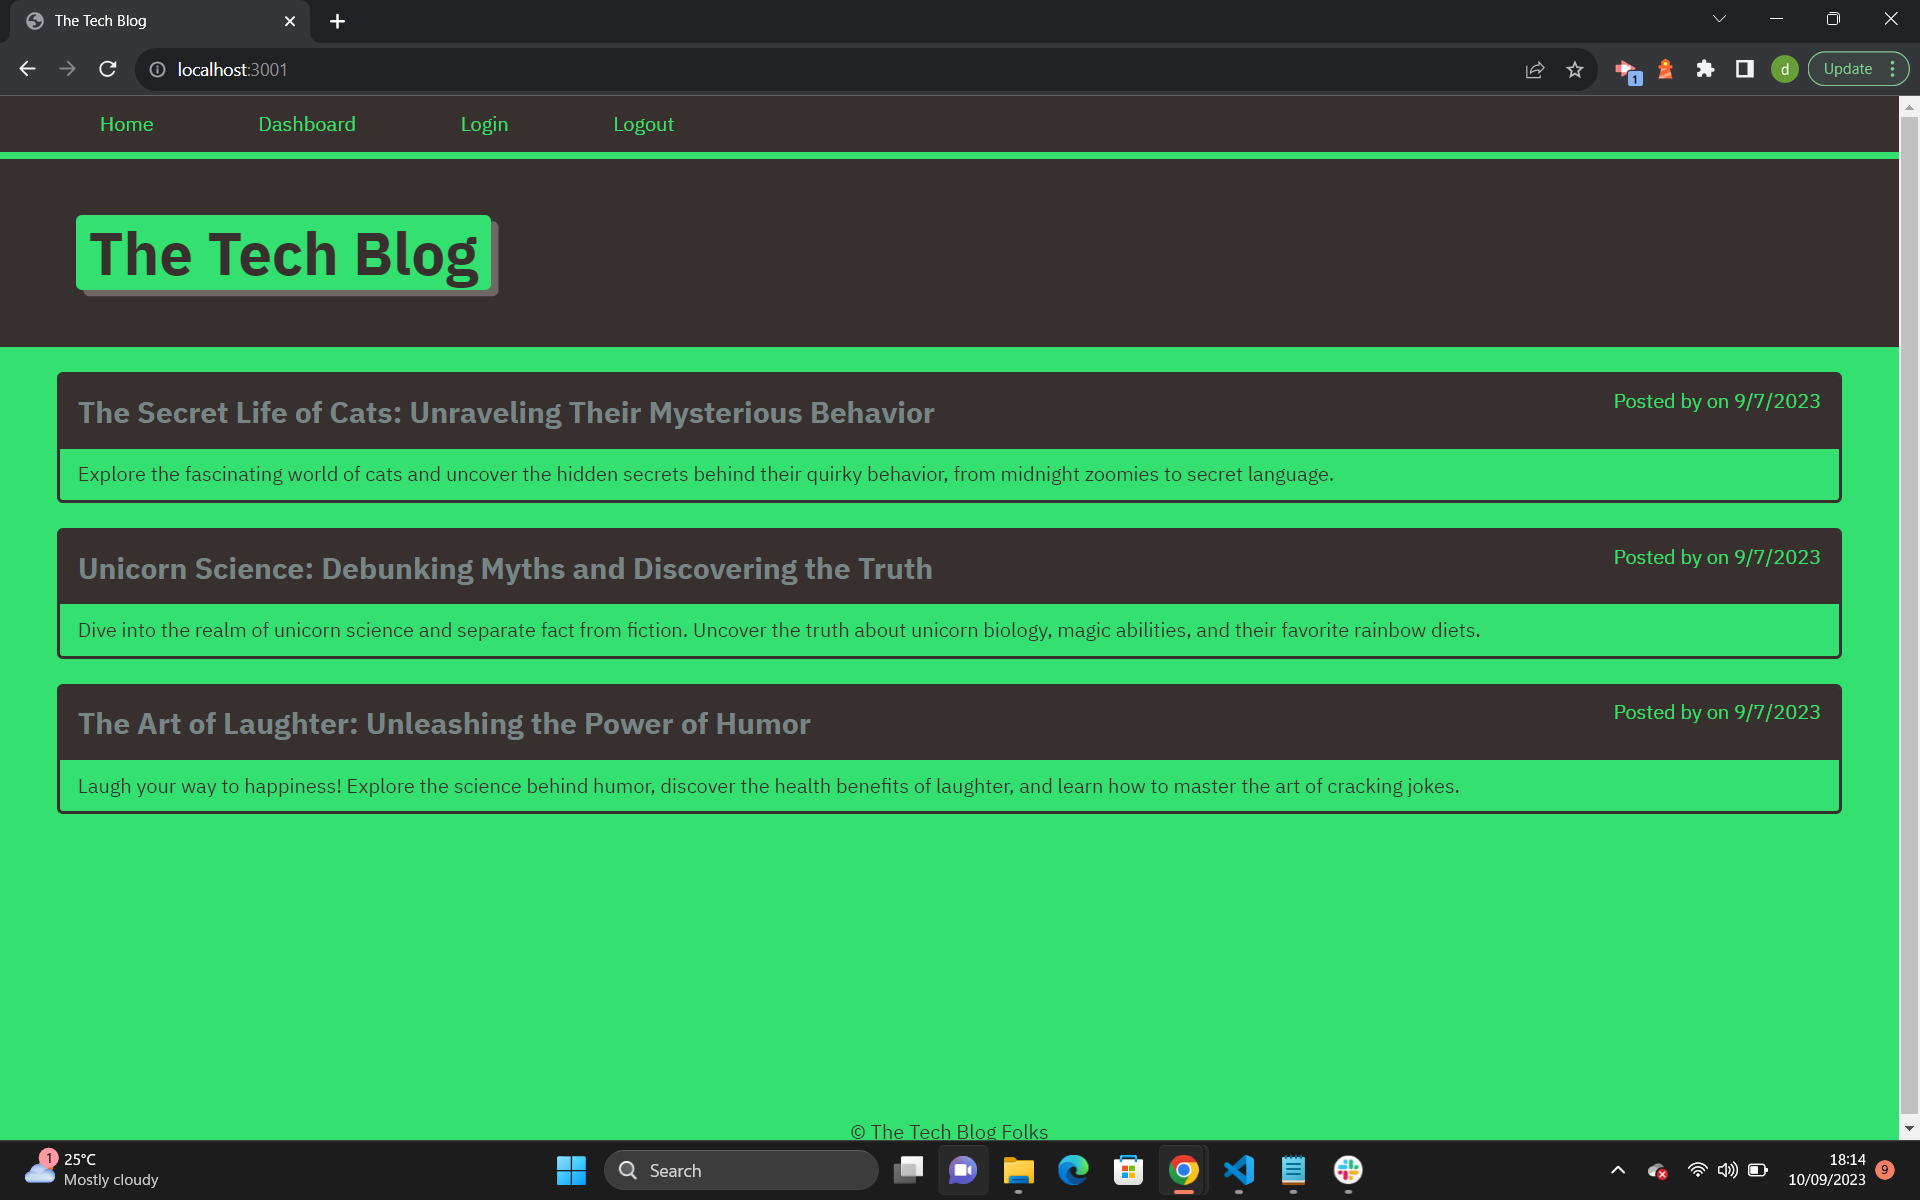 The Tech Blog
localhost:3001
1
d
Update
Home Dashboard Login Logout
The Tech Blog
The Secret Life of Cats: Unraveling Their Mysterious Behavior
Posted by on 9/7/2023
Explore the fascinating world of cats and uncover the hidden secrets behind their quirky behavior, from midnight zoomies to secret language.
Unicorn Science: Debunking Myths and Discovering the Truth
Posted by on 9/7/2023
Dive into the realm of unicorn science and separate fact from fiction. Uncover the truth about unicorn biology, magic abilities, and their favorite rainbow diets.
The Art of Laughter: Unleashing the Power of Humor
Posted by on 9/7/2023
Laugh your way to happiness! Explore the science behind humor, discover the health benefits of laughter, and learn how to master the art of cracking jokes.
© The Tech Blog Folks
1
25°C
Mostly cloudy
Search
18:14
10/09/2023
9